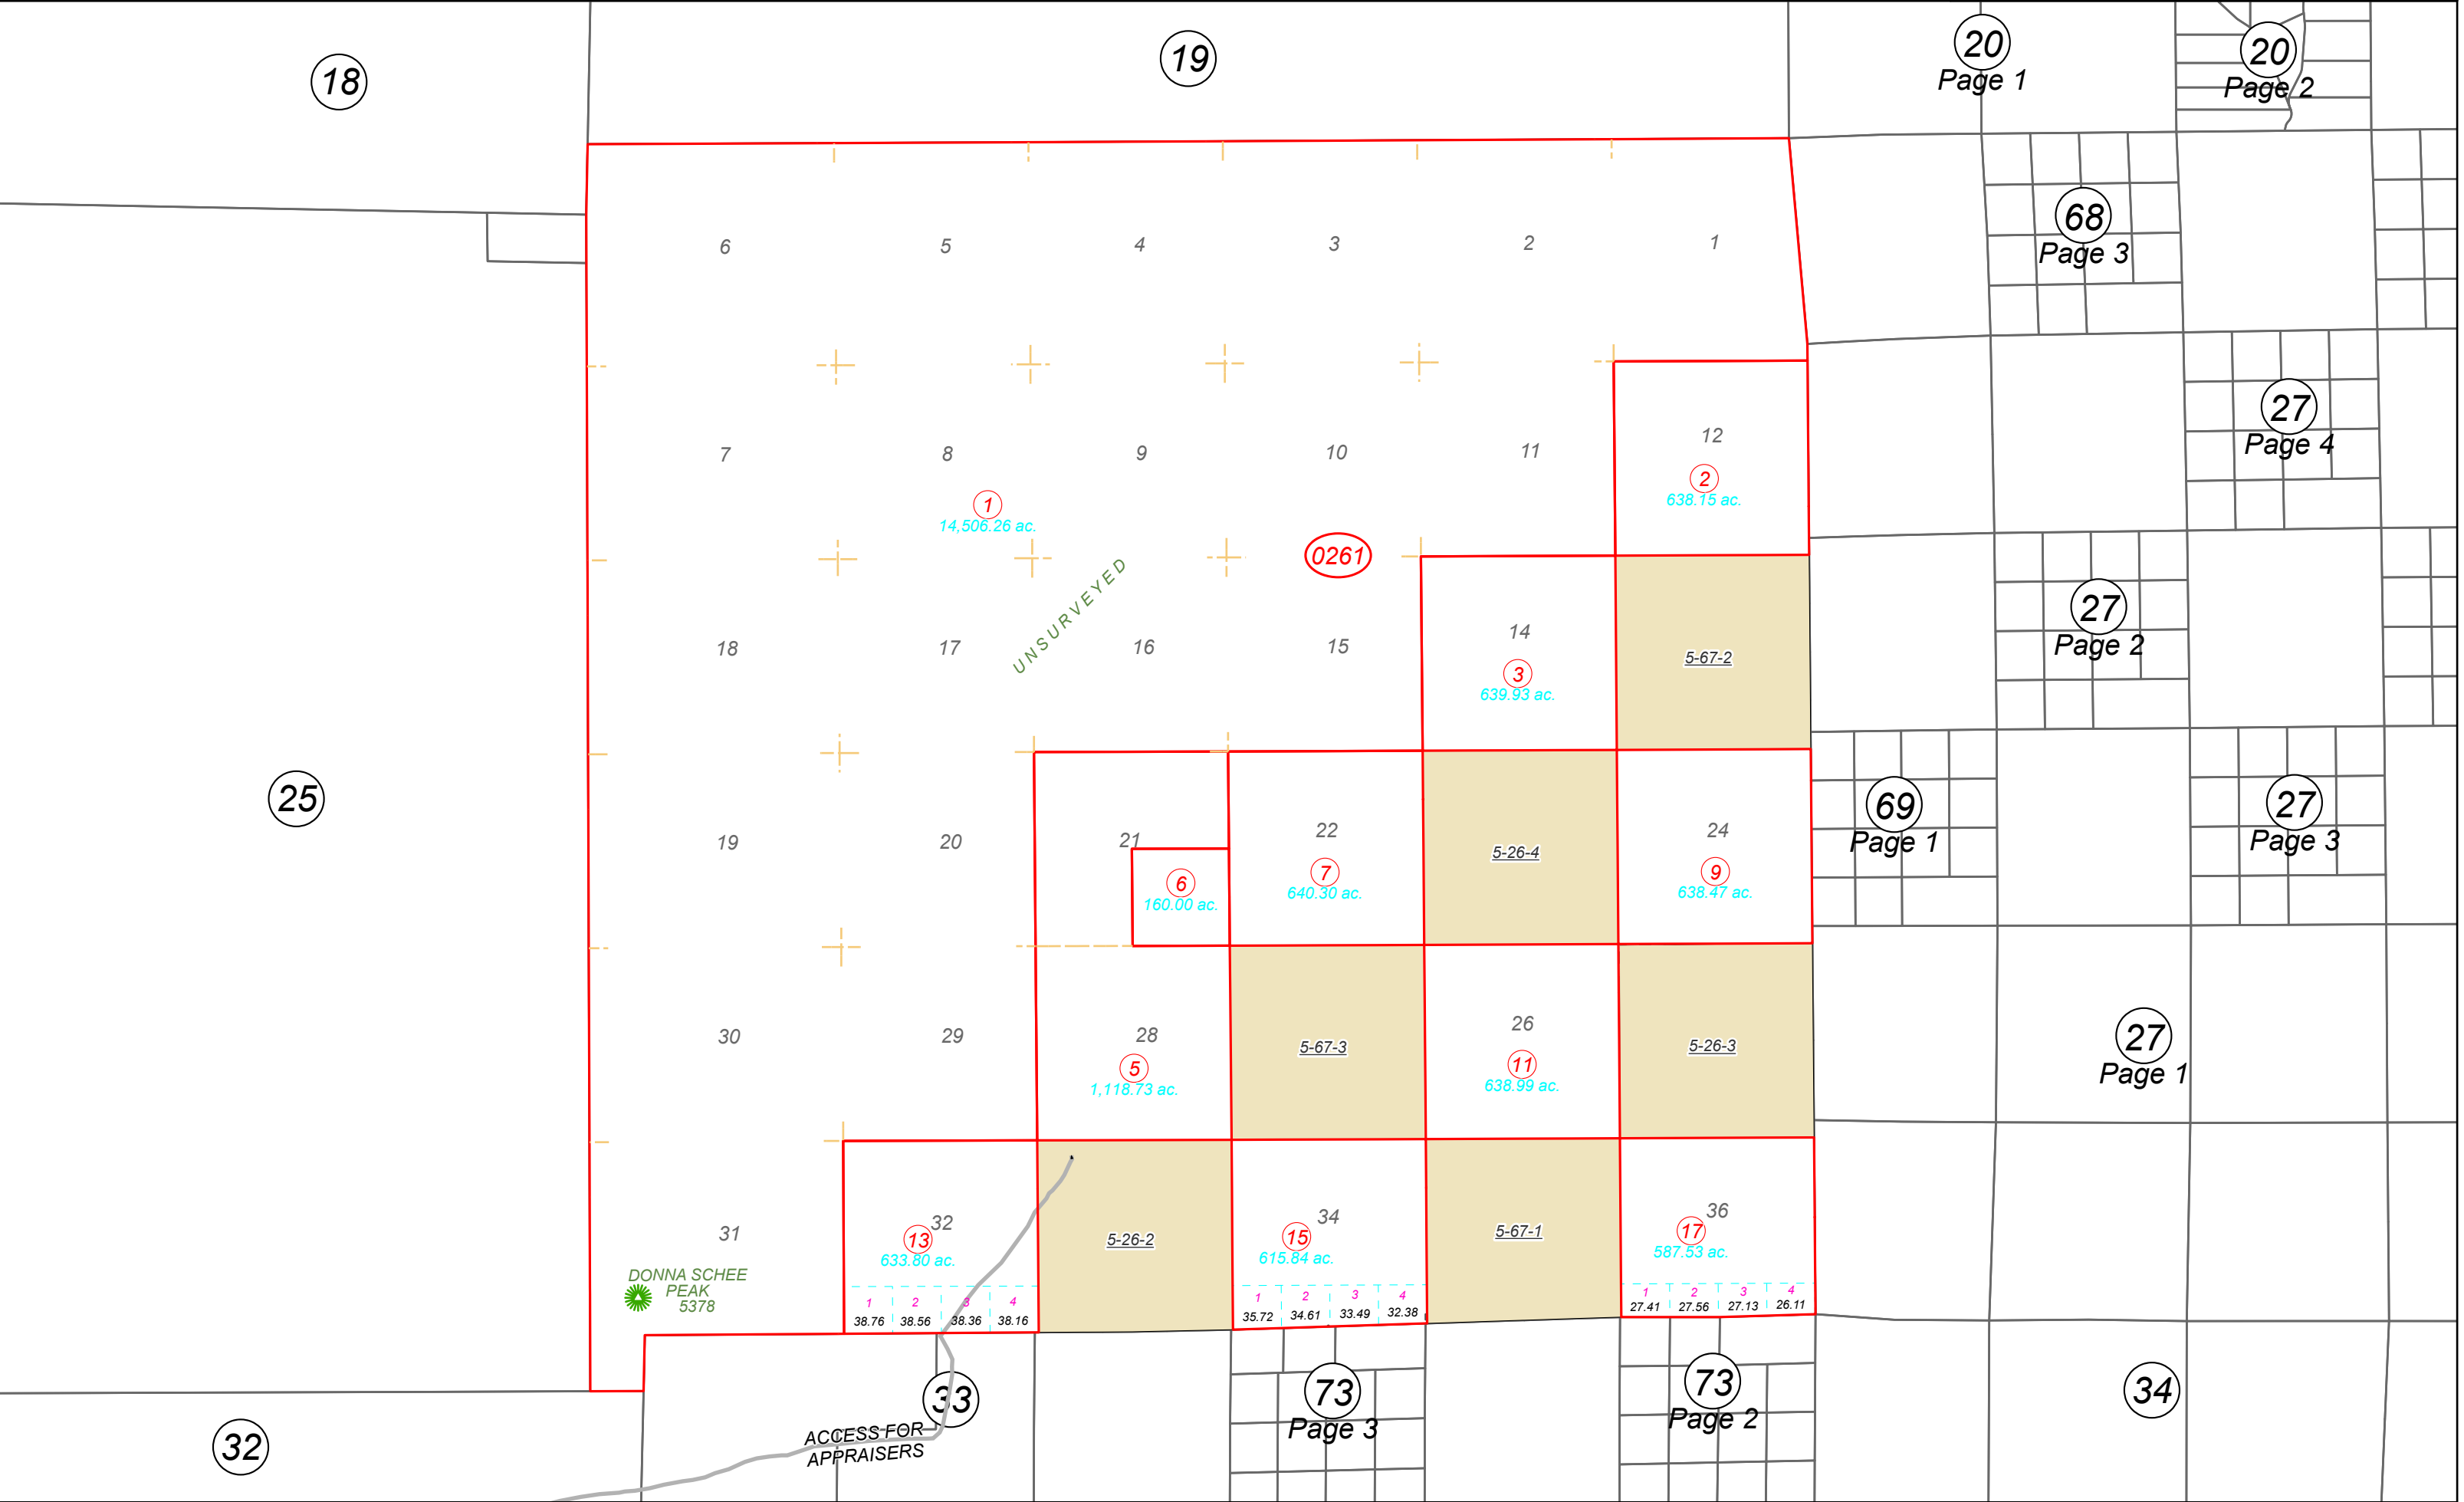 18
19
20
Page 1
20
Page 2
68
Page 3
6
5
4
3
2
1
27
Page 4
7
8
9
10
11
12
1
14,506.26 ac.
2
638.15 ac.
0261
UNSURVEYED
18
17
16
15
14
3
639.93 ac.
5-67-2
27
Page 2
25
19
20
21
22
24
6
160.00 ac.
7
640.30 ac.
5-26-4
9
638.47 ac.
69
Page 1
27
Page 3
30
29
28
26
5
1,118.73 ac.
5-67-3
11
638.99 ac.
5-26-3
27
Page 1
31
32
34
36
13
633.80 ac.
5-26-2
15
615.84 ac.
5-67-1
17
587.53 ac.
DONNA SCHEE
PEAK
5378
1 2 3 4
38.76 38.56 38.36 38.16
1 2 3 4
35.72 34.61 33.49 32.38
1 2 3 4
27.41 27.56 27.13 26.11
32
33
ACCESS FOR
APPRAISERS
73
Page 3
73
Page 2
34